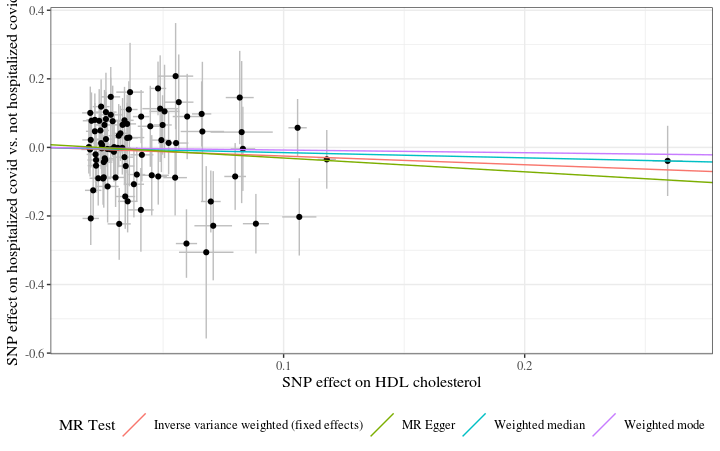 SNP effect on hospitalized covid vs. not hospitalized covid
0.4
0.2
0.0
-0.2
-0.4
-0.6
0.1
0.2
SNP effect on HDL cholesterol
MR Test
Inverse variance weighted (fixed effects)
MR Egger
Weighted median
Weighted mode